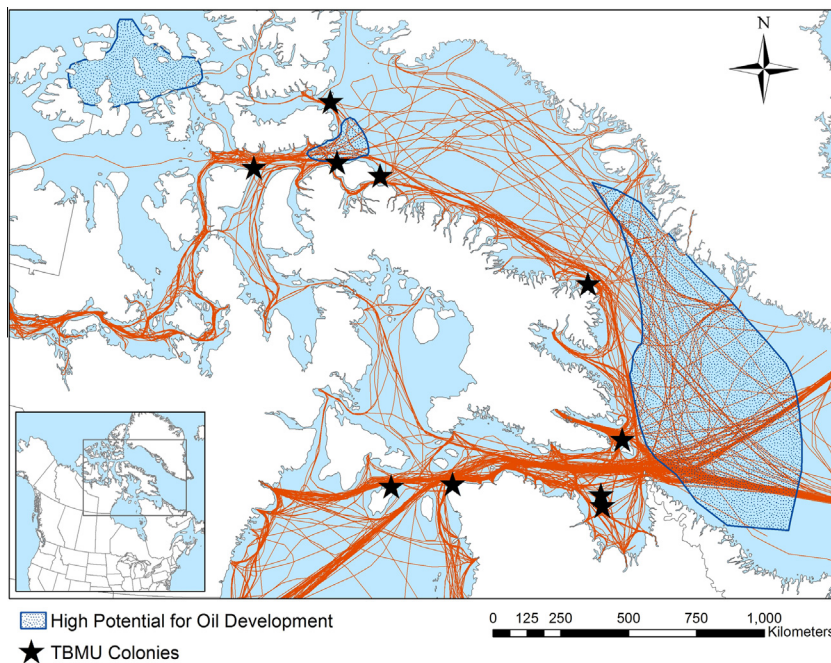 N
High Potential for Oil Development
TBMU Colonies
0 125 250 500 750 1,000
Kilometers